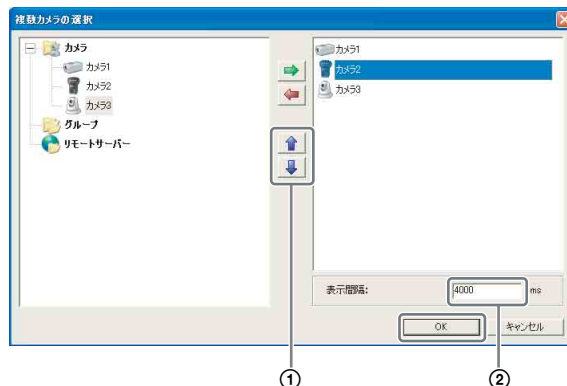 複数カメラの選択
カメラ
カメラ1
カメラ2
カメラ3
グループ
リモートサーバー
カメラ1
カメラ2
カメラ3
表示間隔: 4000 ms
OK キャンセル
① ②